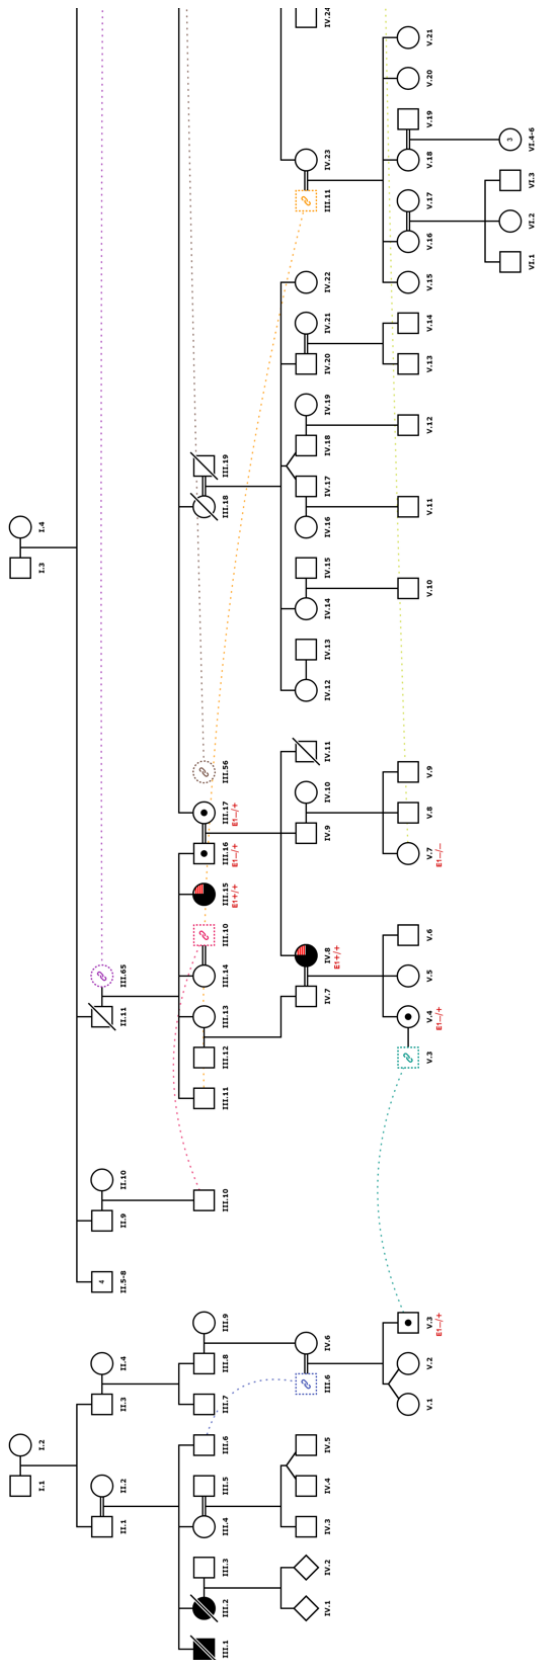 I.1 I.2 I.3 I.4
4
II.1 II.2 II.3 II.4 II.5-8 II.9 II.10 II.11 III.65
III.1 III.2 III.3 III.4 III.5 III.6 III.7 III.8 III.9 III.10 III.11 III.12 III.13 III.14 III.10 III.15 III.16 III.17 III.56 III.18 III.19
E1+/+ E1—/+ E1—/+
IV.1 IV.2 IV.3 IV.4 IV.5 III.6 IV.6 IV.7 IV.8 IV.9 IV.10 IV.11 IV.12 IV.13 IV.14 IV.15 IV.16 IV.17 IV.18 IV.19 IV.20 IV.21 IV.22 III.11 IV.23 IV.24
E1+/+
V.1 V.2 V.3 V.3 V.4 V.5 V.6 V.7 V.8 V.9 V.10 V.11 V.12 V.13 V.14 V.15 V.16 V.17 V.18 V.19 V.20 V.21
E1—/+ E1—/+ E1—/—
3
VI.1 VI.2 VI.3 VI.4-6